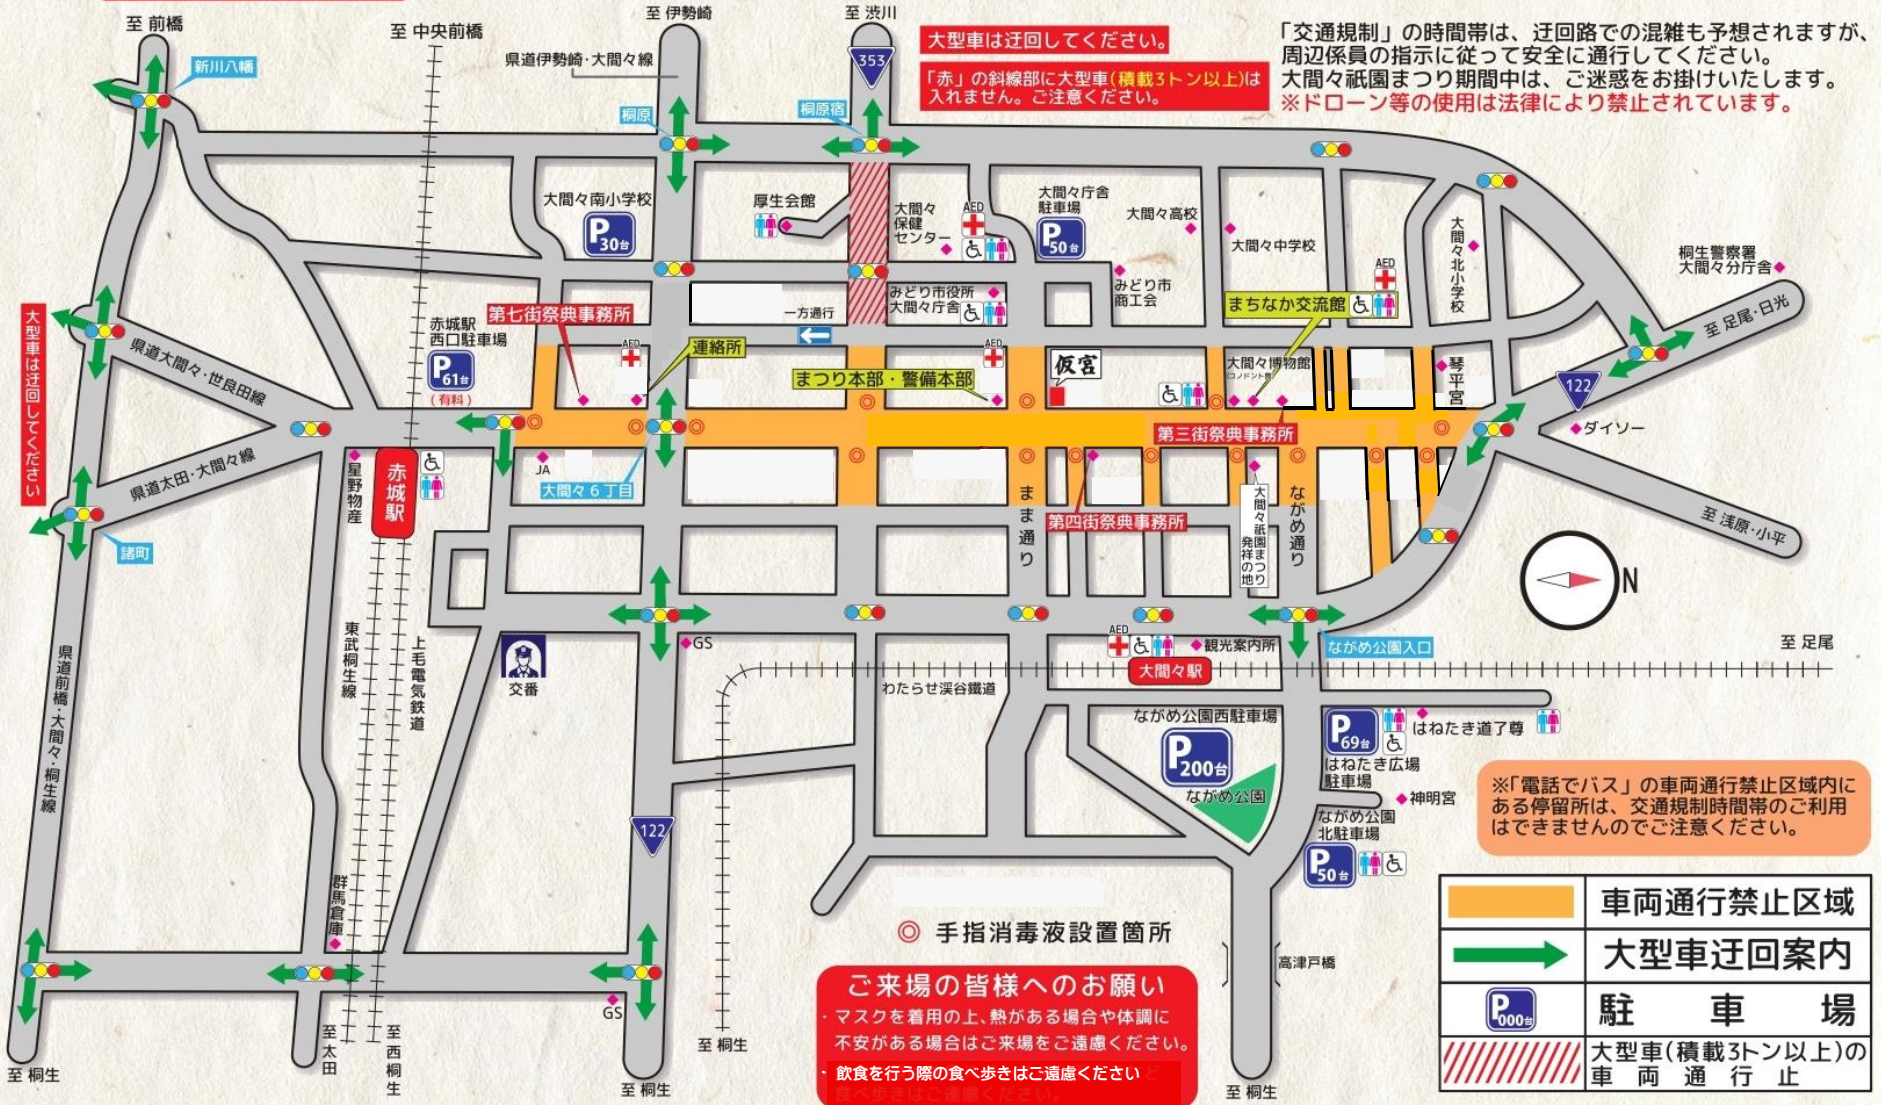 至 前橋
至 中央前橋
至 伊勢崎
至 渋川
新川八幡
県道伊勢崎・大間々線
353
大型車は迂回してください。
「赤」の斜線部に大型車(積載3トン以上)は
入れません。ご注意ください。
「交通規制」の時間帯は、迂回路での混雑も予想されますが、
周辺係員の指示に従って安全に通行してください。
大間々祇園まつり期間中は、ご迷惑をお掛けいたします。
※ドローン等の使用は法律により禁止されています。
桐原
桐原宿
大間々南小学校
P30台
厚生会館
大間々
保健
センター
AED
大間々庁舎
駐車場
P50台
大間々高校
大間々中学校
大間々北小学校
桐生警察署
大間々分庁舎
AED
みどり市
商工会
みどり市役所
大間々庁舎
一方通行
まちなか交流館
至 足尾・日光
大型車は迂回してください
県道大間々・世良田線
赤城駅
西口駐車場
P61台
(有料)
第七街祭典事務所
AED
連絡所
AED
まつり本部・警備本部
仮宮
大間々博物館
(コノドント館)
琴平宮
122
ダイソー
第三街祭典事務所
県道太田・大間々線
星野物産
赤城駅
JA
大間々6丁目
まま通り
第四街祭典事務所
大間々祇園まつり
発祥の地
ながめ通り
至 浅原・小平
諸町
N
県道前橋・大間々・桐生線
東武桐生線
上毛電気鉄道
交番
GS
AED
観光案内所
大間々駅
ながめ公園入口
至 足尾
わたらせ渓谷鐵道
ながめ公園西駐車場
P200台
ながめ公園
P69台
はねたき道了尊
はねたき広場
駐車場
神明宮
ながめ公園
北駐車場
P50台
※「電話でバス」の車両通行禁止区域内に
ある停留所は、交通規制時間帯のご利用
はできませんのでご注意ください。
122
群馬倉庫
手指消毒液設置箇所
高津戸橋
車両通行禁止区域
大型車迂回案内
P000台
駐車場
大型車(積載3トン以上)の
車両通行止
ご来場の皆様へのお願い
・マスクを着用の上、熱がある場合や体調に
不安がある場合はご来場をご遠慮ください。
・飲食を行う際の食べ歩きはご遠慮ください
食べ歩きはご遠慮ください。
GS
至 桐生
至 太田
至 西桐生
至 桐生
至 桐生
至 桐生